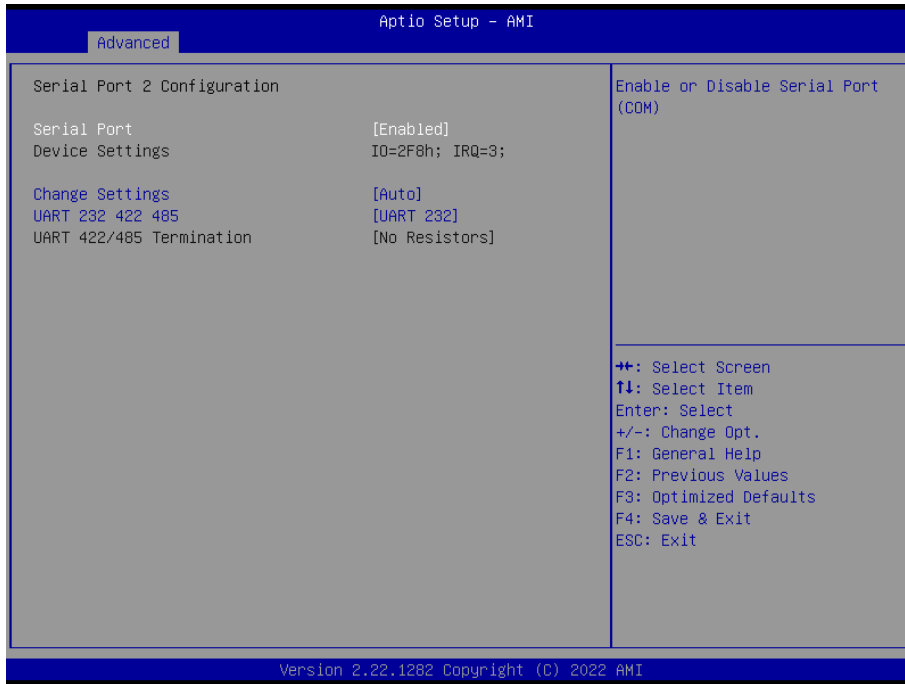 Aptio Setup – AMI
Advanced
Serial Port 2 Configuration
Serial Port [Enabled]
Device Settings IO=2F8h; IRQ=3;
Change Settings [Auto]
UART 232 422 485 [UART 232]
UART 422/485 Termination [No Resistors]
Enable or Disable Serial Port
(COM)
→←: Select Screen
↑↓: Select Item
Enter: Select
+/-: Change Opt.
F1: General Help
F2: Previous Values
F3: Optimized Defaults
F4: Save & Exit
ESC: Exit
Version 2.22.1282 Copyright (C) 2022 AMI